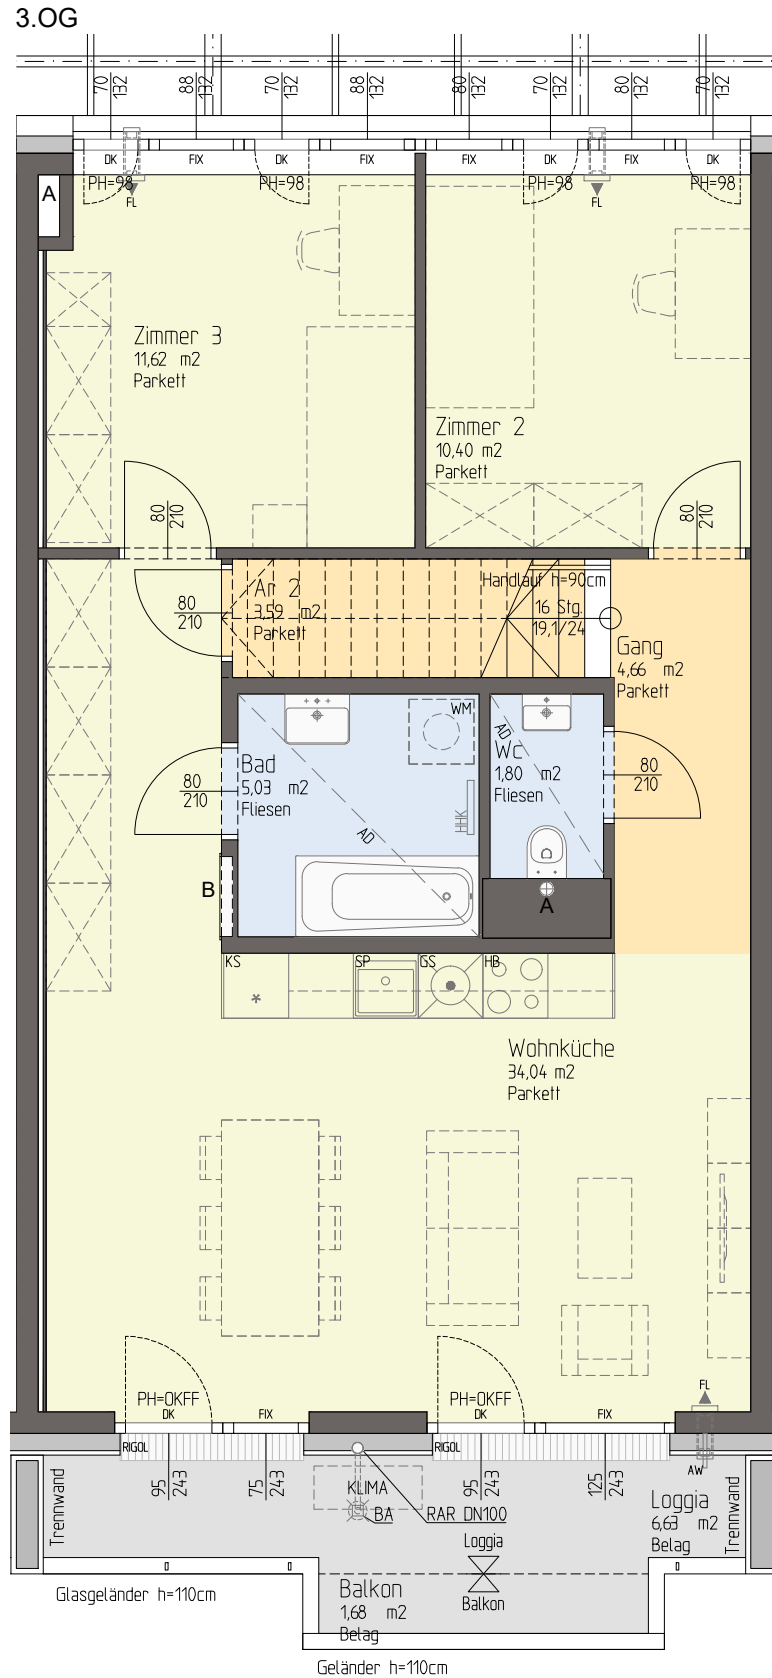 3.OG
70
132
88
132
70
132
88
132
80
132
70
132
80
132
70
132
DK
FIX
DK
FIX
FIX
DK
FIX
DK
PH=98
PH=98
PH=98
PH=98
FL
FL
A
Zimmer 3
11,62 m2
Parkett
Zimmer 2
10,40 m2
Parkett
80
210
80
210
Ar 2
3,59 m2
Parkett
Handlauf h=90cm
16 Stg.
19,1/24
80
210
Gang
4,66 m2
Parkett
WM
AD
Bad
5,03 m2
Fliesen
Wc
1,80 m2
Fliesen
80
210
80
210
HHK
AD
B
A
KS
SP
GS
HB
*
Wohnküche
34,04 m2
Parkett
PH=OKFF
PH=OKFF
DK
FIX
DK
FIX
FL
RIGOL
RIGOL
95
243
75
243
95
243
125
243
AW
Trennwand
KLIMA
BA
RAR DN100
Loggia
6,63 m2
Belag
Trennwand
Loggia
Balkon
Glasgeländer h=110cm
Balkon
1,68 m2
Belag
Geländer h=110cm